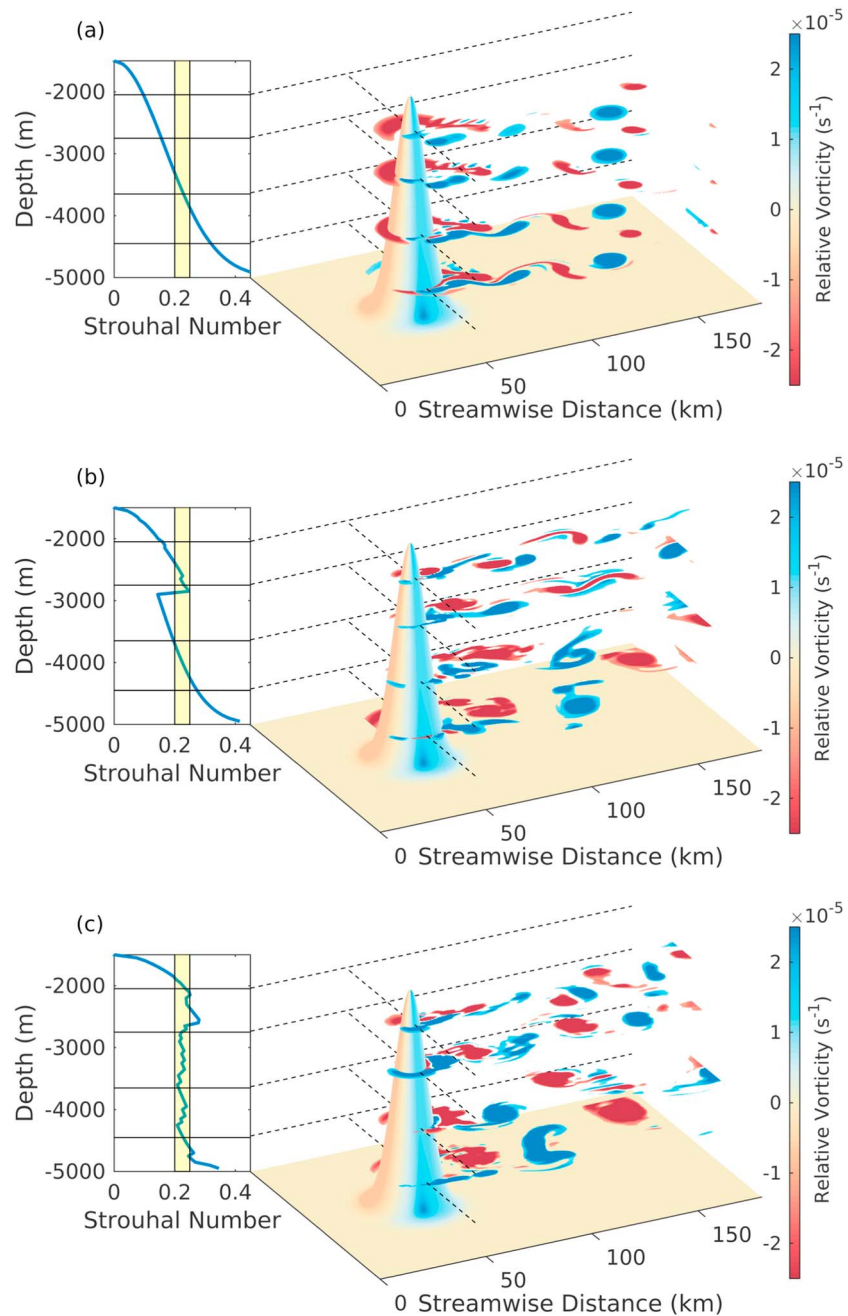 (a)
-2000
-3000
-4000
-5000
Depth (m)
0 0.2 0.4
Strouhal Number
0 50 100 150
Streamwise Distance (km)
×10-5
2
1
0
-1
-2
Relative Vorticity (s-1)
(b)
-2000
-3000
-4000
-5000
Depth (m)
0 0.2 0.4
Strouhal Number
0 50 100 150
Streamwise Distance (km)
×10-5
2
1
0
-1
-2
Relative Vorticity (s-1)
(c)
-2000
-3000
-4000
-5000
Depth (m)
0 0.2 0.4
Strouhal Number
0 50 100 150
Streamwise Distance (km)
×10-5
2
1
0
-1
-2
Relative Vorticity (s-1)